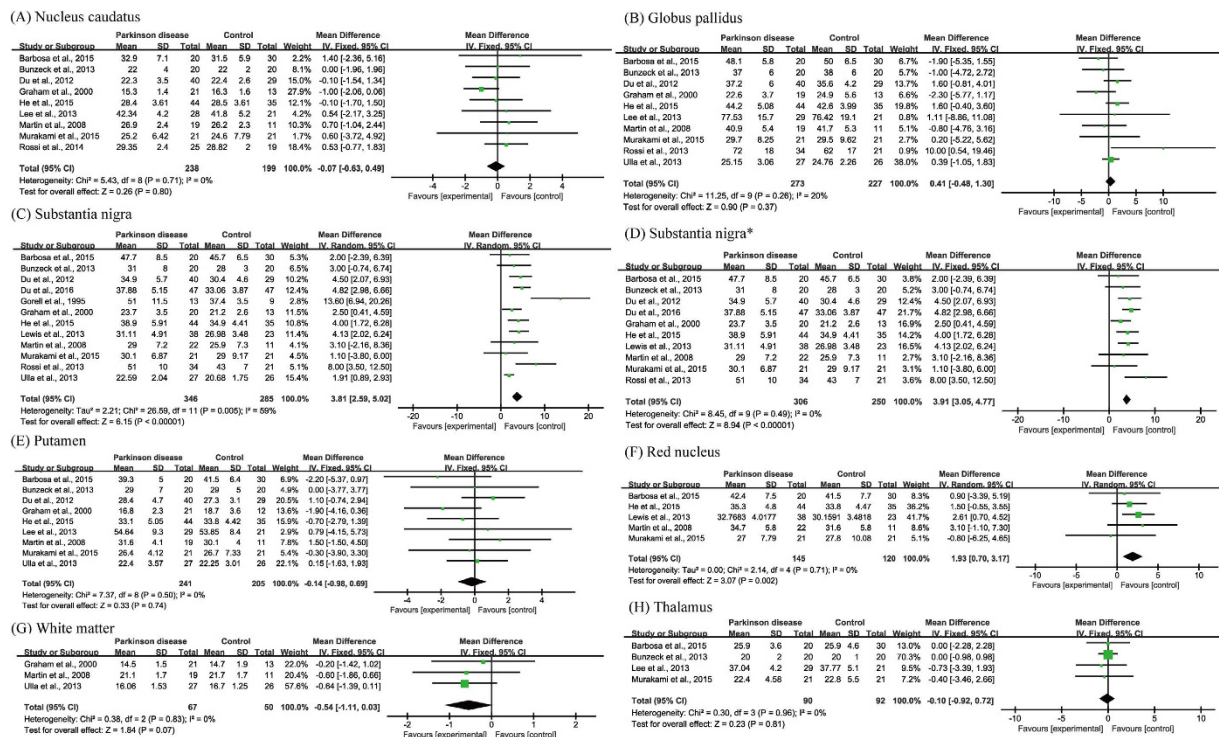 (A) Nucleus caudatus
Parkinson disease Control Mean Difference Mean Difference
Study or Subgroup Mean SD Total Mean SD Total Weight IV. Fixed. 95% CI IV. Fixed. 95% CI
Barbosa et al., 2015 32.9 7.1 20 31.5 5.9 30 2.2% 1.40 [-2.36, 5.16]
Bunzeck et al., 2013 22 4 20 22 2 20 0.00 [-1.96, 1.96]
Du et al., 2012 22.3 3.5 40 22.4 2.6 29 -0.10 [-1.54, 1.34]
Graham et al., 2000 15.3 1.4 21 16.3 1.6 13 -1.00 [-2.06, 0.06]
He et al., 2015 28.4 3.61 44 28.5 3.61 35 -0.10 [-1.70, 1.50]
Lee et al., 2013 42.34 4.2 28 41.8 5.2 21 0.54 [-2.17, 3.25]
Martin et al., 2008 26.9 2.4 19 26.2 2.3 11 0.70 [-1.04, 2.44]
Murakami et al., 2015 25.2 6.42 21 24.6 7.79 21 0.60 [-3.72, 4.92]
Rossi et al., 2014 29.35 2.4 25 28.82 2 19 0.53 [-0.77, 1.83]
Total (95% CI) 238 199 100.0% -0.07 [-0.63, 0.49]
Heterogeneity: Chi² = 5.43, df = 8 (P = 0.71); I² = 0%
Test for overall effect: Z = 0.26 (P = 0.80)
-4 -2 0 2 4
Favours [experimental] Favours [control]
(B) Globus pallidus
Parkinson disease Control Mean Difference Mean Difference
Study or Subgroup Mean SD Total Mean SD Total Weight IV. Fixed. 95% CI IV. Fixed. 95% CI
Barbosa et al., 2015 48.1 5.8 20 50 6.5 30 6.7% -1.90 [-5.35, 1.55]
Bunzeck et al., 2013 37 6 20 38 6 20 -1.00 [-4.72, 2.72]
Du et al., 2012 37.2 6 40 35.6 4.2 29 1.60 [-0.81, 4.01]
Graham et al., 2000 22.6 3.7 19 24.9 5.6 13 -2.30 [-5.77, 1.17]
He et al., 2015 44.2 5.08 44 42.6 3.99 35 1.60 [-0.40, 3.60]
Lee et al., 2013 77.53 15.7 29 76.42 19.1 21 1.11 [-8.86, 11.08]
Martin et al., 2008 40.9 5.4 19 41.7 5.3 11 -0.80 [-4.76, 3.16]
Murakami et al., 2015 29.7 8.25 21 29.5 9.62 21 0.20 [-5.22, 5.62]
Rossi et al., 2013 72 18 34 62 17 21 10.00 [0.54, 19.46]
Ulla et al., 2013 25.15 3.06 27 24.76 2.26 26 38.0% 0.39 [-1.05, 1.83]
Total (95% CI) 273 227 100.0% 0.41 [-0.48, 1.30]
Heterogeneity: Chi² = 11.25, df = 9 (P = 0.26); I² = 20%
Test for overall effect: Z = 0.90 (P = 0.37)
-10 -5 0 5 10
Favours [experimental] Favours [control]
(C) Substantia nigra
Parkinson disease Control Mean Difference Mean Difference
Study or Subgroup Mean SD Total Mean SD Total Weight IV. Random. 95% CI IV. Random. 95% CI
Barbosa et al., 2015 47.7 8.5 20 45.7 6.5 30 2.00 [-2.39, 6.39]
Bunzeck et al., 2013 31 8 20 28 3 20 3.00 [-0.74, 6.74]
Du et al., 2012 34.9 5.7 40 30.4 4.6 29 4.50 [2.07, 6.93]
Du et al., 2016 37.88 5.15 47 33.06 3.87 47 4.82 [2.98, 6.66]
Gorell et al., 1995 51 11.5 13 37.4 3.5 9 13.60 [6.94, 20.26]
Graham et al., 2000 23.7 3.5 20 21.2 2.6 13 2.50 [0.41, 4.59]
He et al., 2015 38.9 5.91 44 34.9 4.41 35 4.00 [1.72, 6.28]
Lewis et al., 2013 31.11 4.91 38 26.98 3.48 23 4.13 [2.02, 6.24]
Martin et al., 2008 29 7.2 22 25.9 7.3 11 3.10 [-2.16, 8.36]
Murakami et al., 2015 30.1 6.87 21 29 9.17 21 1.10 [-3.80, 6.00]
Rossi et al., 2013 51 10 34 43 7 21 8.00 [3.50, 12.50]
Ulla et al., 2013 22.59 2.04 27 20.68 1.75 26 1.91 [0.89, 2.93]
Total (95% CI) 346 285 100.0% 3.81 [2.59, 5.02]
Heterogeneity: Tau² = 2.21; Chi² = 26.59, df = 11 (P = 0.005); I² = 59%
Test for overall effect: Z = 6.15 (P < 0.00001)
-20 -10 0 10 20
Favours [experimental] Favours [control]
(D) Substantia nigra*
Parkinson disease Control Mean Difference Mean Difference
Study or Subgroup Mean SD Total Mean SD Total Weight IV. Fixed. 95% CI IV. Fixed. 95% CI
Barbosa et al., 2015 47.7 8.5 20 45.7 6.5 30 3.8% 2.00 [-2.39, 6.39]
Bunzeck et al., 2013 31 8 20 28 3 20 3.00 [-0.74, 6.74]
Du et al., 2012 34.9 5.7 40 30.4 4.6 29 4.50 [2.07, 6.93]
Du et al., 2016 37.88 5.15 47 33.06 3.87 47 4.82 [2.98, 6.66]
Graham et al., 2000 23.7 3.5 20 21.2 2.6 13 2.50 [0.41, 4.59]
He et al., 2015 38.9 5.91 44 34.9 4.41 35 4.00 [1.72, 6.28]
Lewis et al., 2013 31.11 4.91 38 26.98 3.48 23 4.13 [2.02, 6.24]
Martin et al., 2008 29 7.2 22 25.9 7.3 11 3.10 [-2.16, 8.36]
Murakami et al., 2015 30.1 6.87 21 29 9.17 21 1.10 [-3.80, 6.00]
Rossi et al., 2013 51 10 34 43 7 21 8.00 [3.50, 12.50]
Total (95% CI) 306 250 100.0% 3.91 [3.05, 4.77]
Heterogeneity: Chi² = 8.45, df = 9 (P = 0.49); I² = 0%
Test for overall effect: Z = 8.94 (P < 0.00001)
-20 -10 0 10 20
Favours [experimental] Favours [control]
(E) Putamen
Parkinson disease Control Mean Difference Mean Difference
Study or Subgroup Mean SD Total Mean SD Total Weight IV. Fixed. 95% CI IV. Fixed. 95% CI
Barbosa et al., 2015 39.3 5 20 41.5 6.4 30 6.9% -2.20 [-5.37, 0.97]
Bunzeck et al., 2013 29 7 20 29 5 20 4.9% 0.00 [-3.77, 3.77]
Du et al., 2012 28.4 4.7 40 27.3 3.1 29 1.10 [-0.74, 2.94]
Graham et al., 2000 16.8 2.3 21 18.7 3.6 12 -1.90 [-4.16, 0.36]
He et al., 2015 33.1 5.05 44 33.8 4.42 35 -0.70 [-2.79, 1.39]
Lee et al., 2013 54.64 9.3 29 53.85 8.4 21 0.79 [-4.15, 5.73]
Martin et al., 2008 31.6 4.1 19 30.1 4 11 1.50 [-1.50, 4.50]
Murakami et al., 2015 26.4 4.12 21 26.7 7.33 21 -0.30 [-3.90, 3.30]
Ulla et al., 2013 22.4 3.57 27 22.25 3.01 26 22.1% 0.15 [-1.63, 1.93]
Total (95% CI) 241 205 100.0% -0.14 [-0.98, 0.69]
Heterogeneity: Chi² = 7.37, df = 8 (P = 0.50); I² = 0%
Test for overall effect: Z = 0.33 (P = 0.74)
-4 -2 0 2 4
Favours [experimental] Favours [control]
(F) Red nucleus
Parkinson disease Control Mean Difference Mean Difference
Study or Subgroup Mean SD Total Mean SD Total Weight IV. Random. 95% CI IV. Random. 95% CI
Barbosa et al., 2015 42.4 7.5 20 41.5 7.7 30 8.3% 0.90 [-3.39, 5.19]
He et al., 2015 35.3 4.8 44 33.8 4.47 35 1.50 [-0.55, 3.55]
Lewis et al., 2013 32.7683 4.0177 38 30.1591 3.4818 23 41.7% 2.61 [0.70, 4.52]
Martin et al., 2008 34.7 5.8 22 31.6 5.8 11 3.10 [-1.10, 7.30]
Murakami et al., 2015 27 7.79 21 27.8 10.08 21 -0.80 [-6.25, 4.65]
Total (95% CI) 145 120 100.0% 1.93 [0.70, 3.17]
Heterogeneity: Tau² = 0.00; Chi² = 2.14, df = 4 (P = 0.71); I² = 0%
Test for overall effect: Z = 3.07 (P = 0.002)
-10 -5 0 5 10
Favours [experimental] Favours [control]
(G) White matter
Parkinson disease Control Mean Difference Mean Difference
Study or Subgroup Mean SD Total Mean SD Total Weight IV. Fixed. 95% CI IV. Fixed. 95% CI
Graham et al., 2000 14.5 1.5 21 14.7 1.9 13 22.0% -0.20 [-1.42, 1.02]
Martin et al., 2008 21.1 1.7 19 21.7 1.7 11 20.4% -0.60 [-1.86, 0.66]
Ulla et al., 2013 16.06 1.53 27 16.7 1.25 26 57.6% -0.64 [-1.39, 0.11]
Total (95% CI) 67 50 100.0% -0.54 [-1.11, 0.03]
Heterogeneity: Chi² = 0.38, df = 2 (P = 0.83); I² = 0%
Test for overall effect: Z = 1.84 (P = 0.07)
-2 -1 0 1 2
Favours [experimental] Favours [control]
(H) Thalamus
Parkinson disease Control Mean Difference Mean Difference
Study or Subgroup Mean SD Total Mean SD Total Weight IV. Fixed. 95% CI IV. Fixed. 95% CI
Barbosa et al., 2015 25.9 3.6 20 25.9 4.6 30 0.00 [-2.28, 2.28]
Bunzeck et al., 2013 20 2 20 20 1 20 0.00 [-0.98, 0.98]
Lee et al., 2013 37.04 4.2 29 37.77 5.1 21 9.5% -0.73 [-3.39, 1.93]
Murakami et al., 2015 22.4 4.58 21 22.8 5.5 21 -0.40 [-3.46, 2.66]
Total (95% CI) 90 92 100.0% -0.10 [-0.92, 0.72]
Heterogeneity: Chi² = 0.30, df = 3 (P = 0.96); I² = 0%
Test for overall effect: Z = 0.23 (P = 0.81)
-10 -5 0 5 10
Favours [experimental] Favours [control]